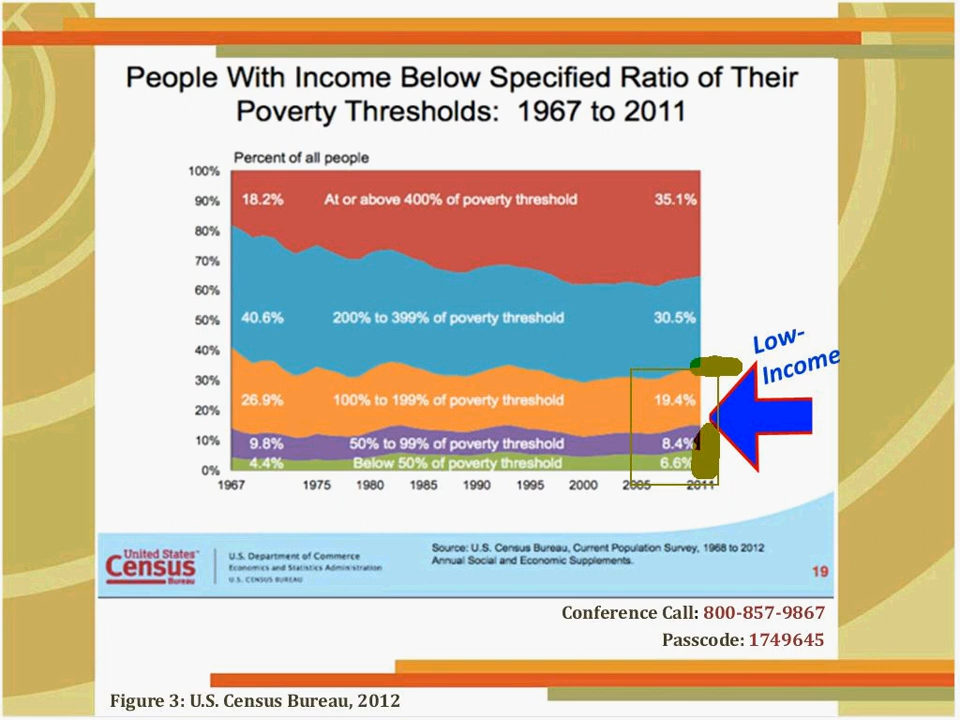 People With Income Below Specified Ratio of Their
Poverty Thresholds: 1967 to 2011
Percent of all people
100%
90%
80%
70%
60%
50%
40%
30%
20%
10%
0%
18.2% At or above 400% of poverty threshold 35.1%
40.6% 200% to 399% of poverty threshold 30.5%
26.9% 100% to 199% of poverty threshold 19.4%
9.8% 50% to 99% of poverty threshold 8.4%
4.4% Below 50% of poverty threshold 6.6%
1967 1975 1980 1985 1990 1995 2000 2005 2011
Low-
Income
United States™
Census
Bureau
U.S. Department of Commerce
Economics and Statistics Administration
U.S. CENSUS BUREAU
Source: U.S. Census Bureau, Current Population Survey, 1968 to 2012
Annual Social and Economic Supplements.
19
Conference Call: 800-857-9867
Passcode: 1749645
Figure 3: U.S. Census Bureau, 2012